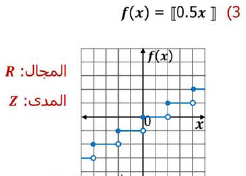 3) f(x) = ⟦0.5x⟧
f(x)
المجال: R
المدى: Z
0
x